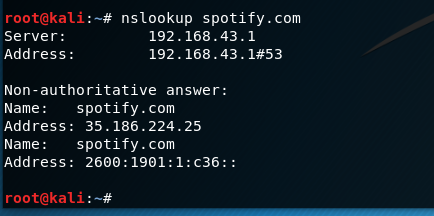 root@kali:~# nslookup spotify.com
Server:         192.168.43.1
Address:        192.168.43.1#53

Non-authoritative answer:
Name:   spotify.com
Address: 35.186.224.25
Name:   spotify.com
Address: 2600:1901:1:c36::

root@kali:~#